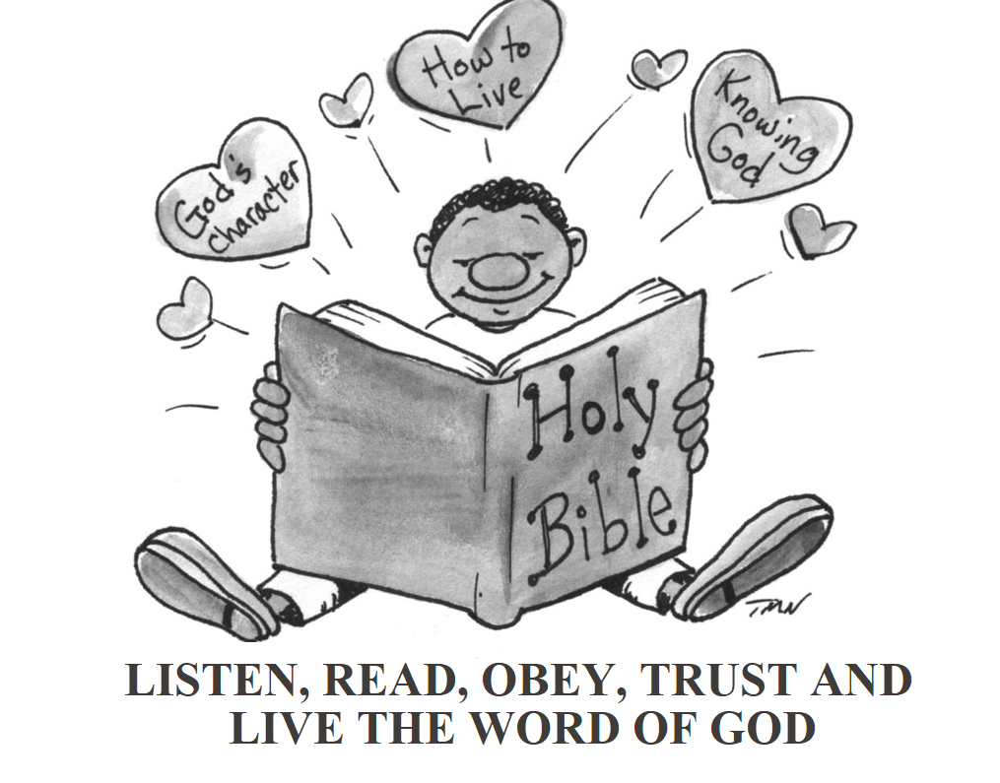 How to
Live
Knowing
God
God's
Character
Holy
Bible
TMN
LISTEN, READ, OBEY, TRUST AND
LIVE THE WORD OF GOD